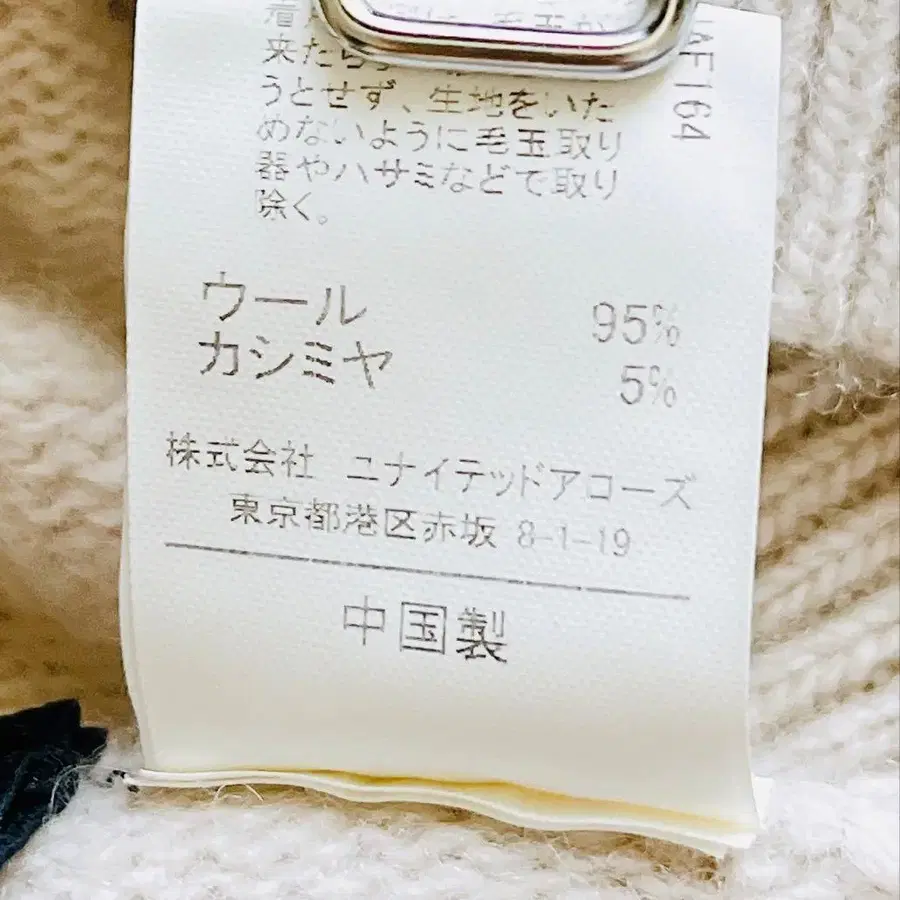 来たら
うとせず、生地をいた
めないように毛玉取り
器やハサミなどで取り
除く。
ウール 95%
カシミヤ 5%
株式会社 ユナイテッドアローズ
東京都港区赤坂 8-1-19
中国製